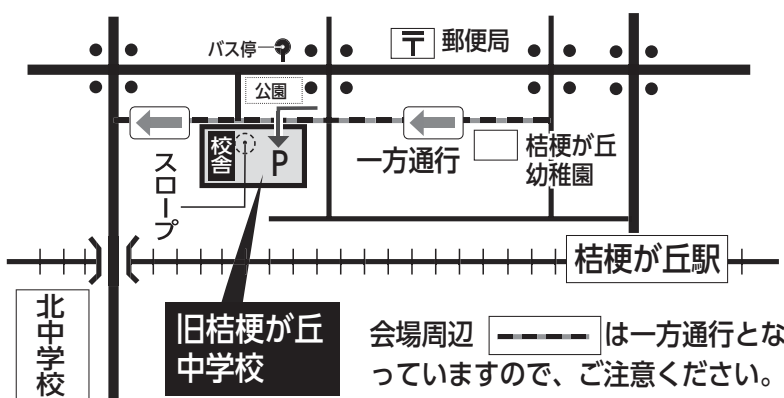 バス停
〒 郵便局
公園
校舎
P
スロープ
一方通行
桔梗が丘
幼稚園
桔梗が丘駅
北中学校
旧桔梗が丘
中学校
会場周辺 は一方通行とな
っていますので、ご注意ください。